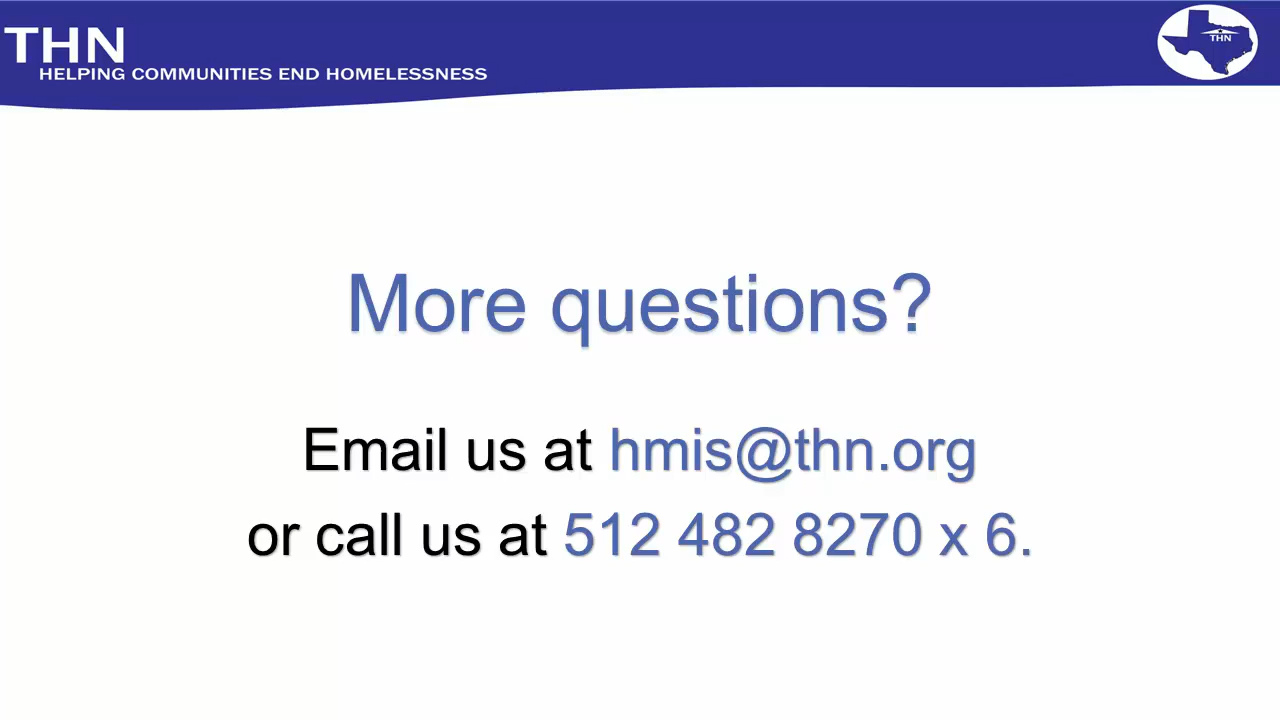 THN
HELPING COMMUNITIES END HOMELESSNESS
THN
More questions?
Email us at hmis@thn.org
or call us at 512 482 8270 x 6.